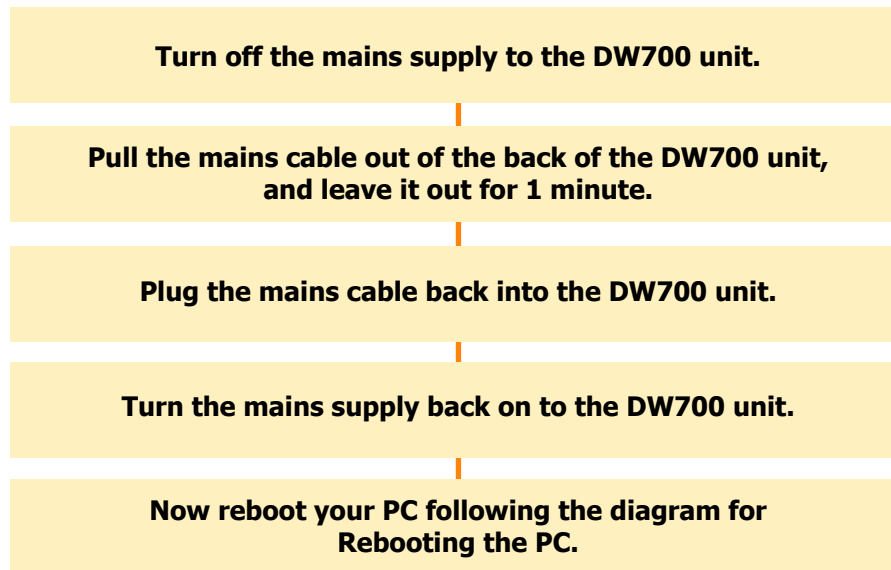 Turn off the mains supply to the DW700 unit.
Pull the mains cable out of the back of the DW700 unit,
and leave it out for 1 minute.
Plug the mains cable back into the DW700 unit.
Turn the mains supply back on to the DW700 unit.
Now reboot your PC following the diagram for
Rebooting the PC.